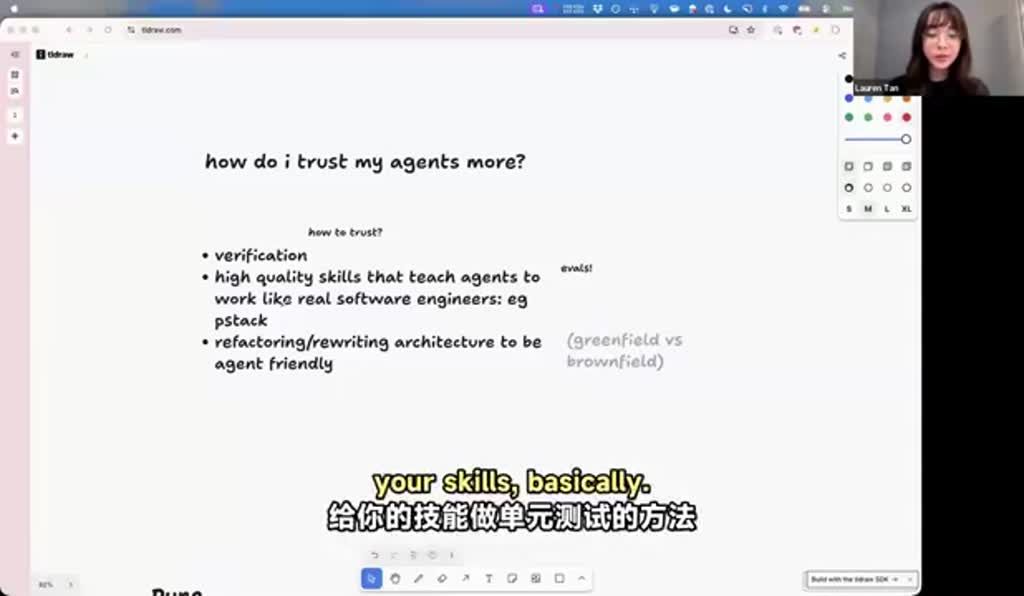 tldraw.com
tldraw
Lauren Tan
how do i trust my agents more?
how to trust?
• verification
• high quality skills that teach agents to
work like real software engineers: eg
pstack
• refactoring/rewriting architecture to be
agent friendly
evals!
(greenfield vs
brownfield)
S M L XL
your skills, basically.
给你的技能做单元测试的方法
Build with the tldraw SDK →